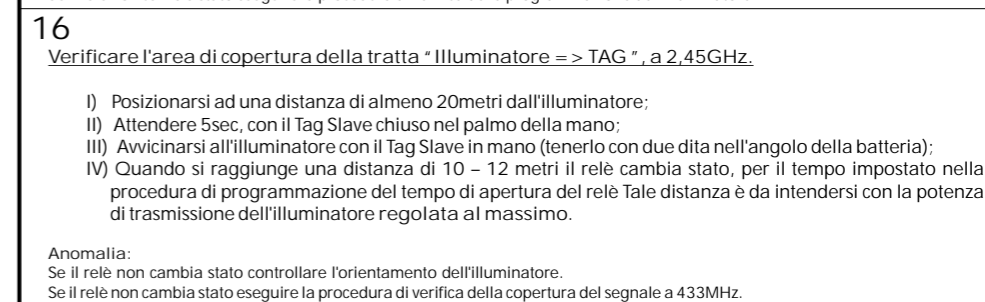 16
Verificare l'area di copertura della tratta “ Illuminatore = > TAG ” , a 2,45GHz.
I) Posizionarsi ad una distanza di almeno 20metri dall'illuminatore;
II) Attendere 5sec, con il Tag Slave chiuso nel palmo della mano;
III) Avvicinarsi all'illuminatore con il Tag Slave in mano (tenerlo con due dita nell'angolo della batteria);
IV) Quando si raggiunge una distanza di 10 – 12 metri il relè cambia stato, per il tempo impostato nella
procedura di programmazione del tempo di apertura del relè Tale distanza è da intendersi con la potenza
di trasmissione dell'illuminatore regolata al massimo.
Anomalia:
Se il relè non cambia stato controllare l'orientamento dell'illuminatore.
Se il relè non cambia stato eseguire la procedura di verifica della copertura del segnale a 433MHz.